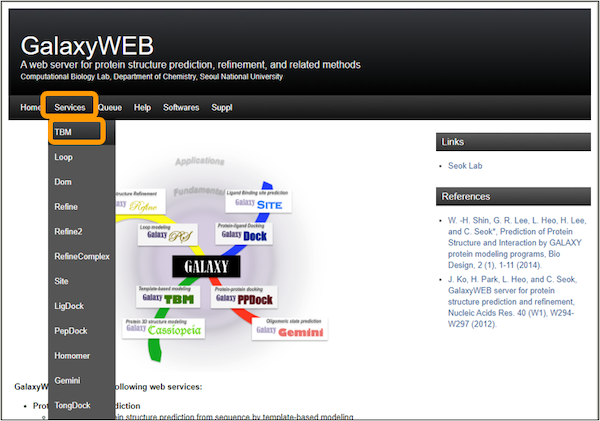 GalaxyWEB
A web server for protein structure prediction, refinement, and related methods
Computational Biology Lab, Department of Chemistry, Seoul National University
Home Services Queue Help Softwares Suppl
TBM
Loop
Dom
Refine
Refine2
RefineComplex
Site
LigDock
PepDock
Homomer
Gemini
TongDock
Applications
Fundamental
structure Refinement
Galaxy Refine
Ligand Binding site prediction
Galaxy SITE
Loop modeling
Galaxy PS
Protein-ligand Docking
Galaxy Dock
GALAXY
Template-based modeling
Galaxy TBM
Protein-protein docking
Galaxy PPDock
Protein 3D structure modeling
Galaxy Cassiopeia
Oligomeric state prediction
Galaxy Gemini
GalaxyW
following web services:
Prot
diction
structure prediction from sequence by template-based modeling
Links
Seok Lab
References
W. -H. Shin, G. R. Lee, L. Heo, H. Lee,
and C. Seok*, Prediction of Protein
Structure and Interaction by GALAXY
protein modeling programs, Bio
Design, 2 (1), 1-11 (2014).
J. Ko, H. Park, L. Heo, and C. Seok,
GalaxyWEB server for protein
structure prediction and refinement,
Nucleic Acids Res. 40 (W1), W294-
W297 (2012).